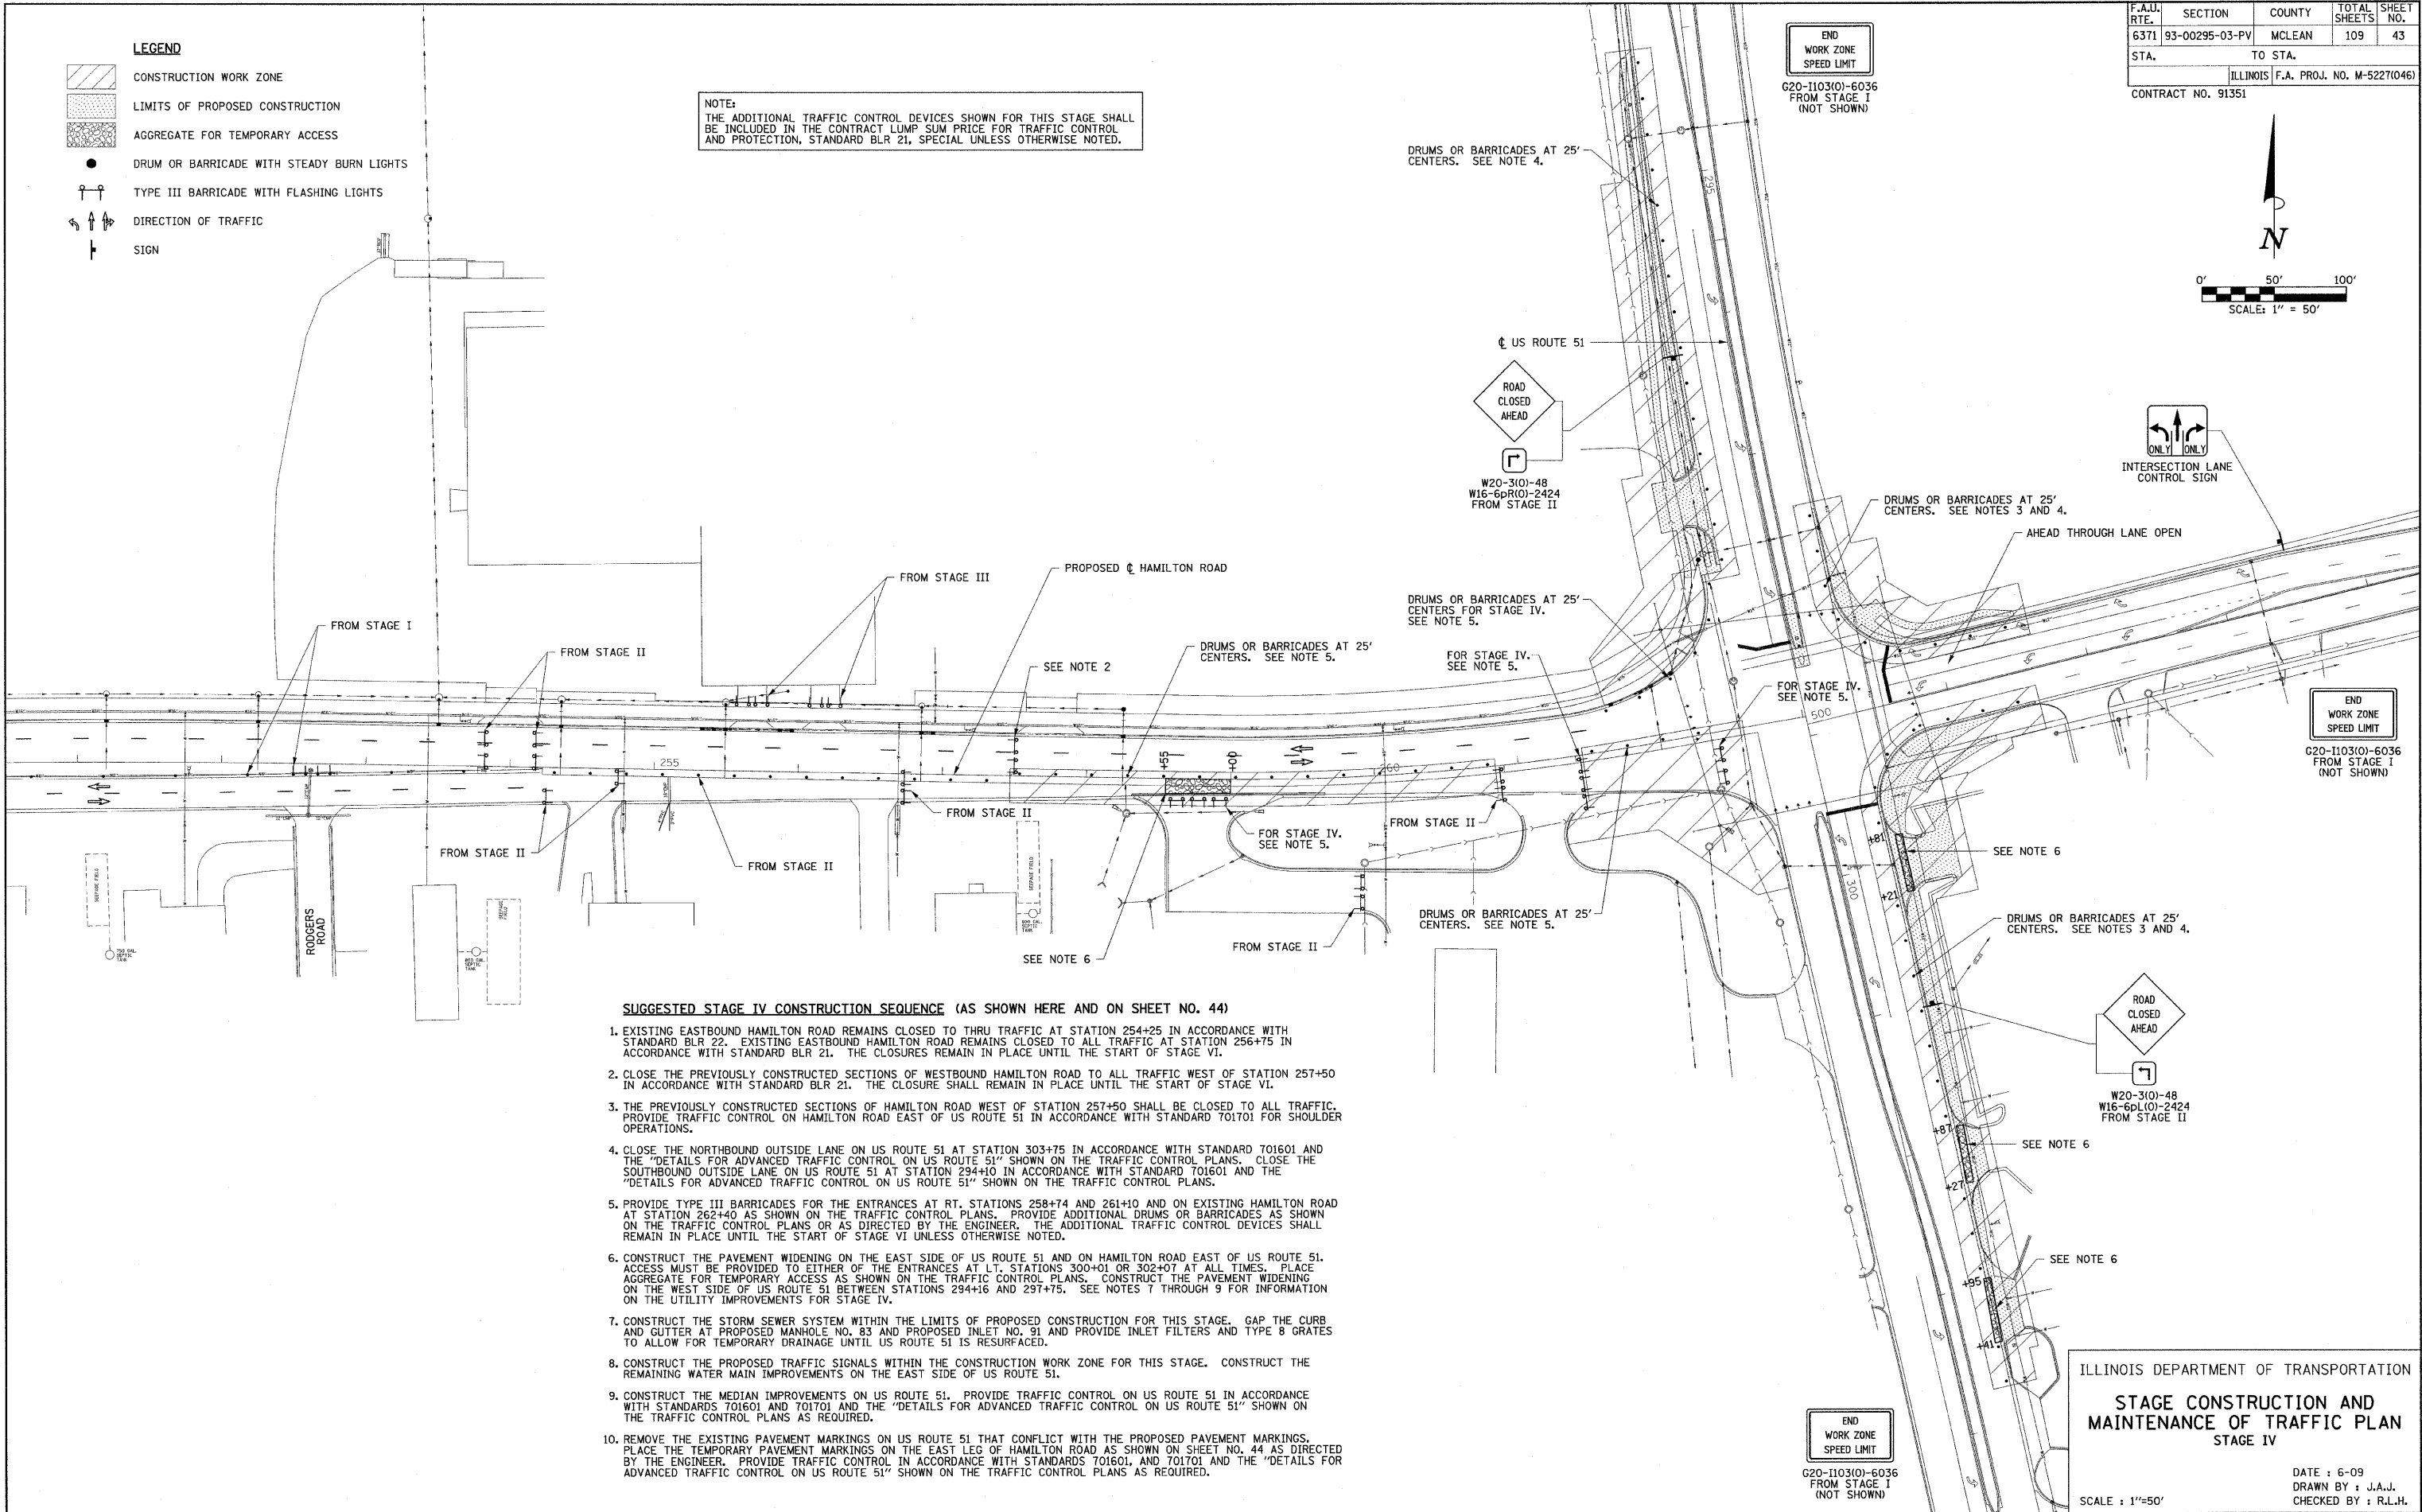 LEGEND
CONSTRUCTION WORK ZONE
LIMITS OF PROPOSED CONSTRUCTION
AGGREGATE FOR TEMPORARY ACCESS
DRUM OR BARRICADE WITH STEADY BURN LIGHTS
TYPE III BARRICADE WITH FLASHING LIGHTS
DIRECTION OF TRAFFIC
SIGN
NOTE:
THE ADDITIONAL TRAFFIC CONTROL DEVICES SHOWN FOR THIS STAGE SHALL
BE INCLUDED IN THE CONTRACT LUMP SUM PRICE FOR TRAFFIC CONTROL
AND PROTECTION, STANDARD BLR 21, SPECIAL UNLESS OTHERWISE NOTED.
END
WORK ZONE
SPEED LIMIT
G20-I103(O)-6036
FROM STAGE I
(NOT SHOWN)
F.A.U. RTE. SECTION COUNTY TOTAL SHEETS SHEET NO.
6371 93-00295-03-PV MCLEAN 109 43
STA. TO STA.
ILLINOIS F.A. PROJ. NO. M-5227(046)
CONTRACT NO. 91351
N
0' 50' 100'
SCALE: 1" = 50'
DRUMS OR BARRICADES AT 25'
CENTERS. SEE NOTE 4.
295
℄ US ROUTE 51
ROAD
CLOSED
AHEAD
W20-3(O)-48
W16-6pR(O)-2424
FROM STAGE II
ONLY ONLY
INTERSECTION LANE
CONTROL SIGN
DRUMS OR BARRICADES AT 25'
CENTERS. SEE NOTES 3 AND 4.
AHEAD THROUGH LANE OPEN
FROM STAGE I
FROM STAGE II
FROM STAGE III
PROPOSED ℄ HAMILTON ROAD
SEE NOTE 2
DRUMS OR BARRICADES AT 25'
CENTERS. SEE NOTE 5.
DRUMS OR BARRICADES AT 25'
CENTERS FOR STAGE IV.
SEE NOTE 5.
FOR STAGE IV.
SEE NOTE 5.
FOR STAGE IV.
SEE NOTE 5.
500
END
WORK ZONE
SPEED LIMIT
G20-I103(O)-6036
FROM STAGE I
(NOT SHOWN)
255
+55
+00
260
FROM STAGE II
FROM STAGE II
FROM STAGE II
FOR STAGE IV.
SEE NOTE 5.
FROM STAGE II
RODGERS
ROAD
SEEPAGE FIELD
750 GAL.
SEPTIC
TANK
SEEPAGE
FIELD
SEPTIC
TANK
SEEPAGE FIELD
SEPTIC
TANK
SEE NOTE 6
FROM STAGE II
DRUMS OR BARRICADES AT 25'
CENTERS. SEE NOTE 5.
300
+81
+21
SEE NOTE 6
DRUMS OR BARRICADES AT 25'
CENTERS. SEE NOTES 3 AND 4.
ROAD
CLOSED
AHEAD
W20-3(O)-48
W16-6pL(O)-2424
FROM STAGE II
+87
+27
SEE NOTE 6
+95
+41
SEE NOTE 6
SUGGESTED STAGE IV CONSTRUCTION SEQUENCE (AS SHOWN HERE AND ON SHEET NO. 44)
1. EXISTING EASTBOUND HAMILTON ROAD REMAINS CLOSED TO THRU TRAFFIC AT STATION 254+25 IN ACCORDANCE WITH
STANDARD BLR 22. EXISTING EASTBOUND HAMILTON ROAD REMAINS CLOSED TO ALL TRAFFIC AT STATION 256+75 IN
ACCORDANCE WITH STANDARD BLR 21. THE CLOSURES REMAIN IN PLACE UNTIL THE START OF STAGE VI.
2. CLOSE THE PREVIOUSLY CONSTRUCTED SECTIONS OF WESTBOUND HAMILTON ROAD TO ALL TRAFFIC WEST OF STATION 257+50
IN ACCORDANCE WITH STANDARD BLR 21. THE CLOSURE SHALL REMAIN IN PLACE UNTIL THE START OF STAGE VI.
3. THE PREVIOUSLY CONSTRUCTED SECTIONS OF HAMILTON ROAD WEST OF STATION 257+50 SHALL BE CLOSED TO ALL TRAFFIC.
PROVIDE TRAFFIC CONTROL ON HAMILTON ROAD EAST OF US ROUTE 51 IN ACCORDANCE WITH STANDARD 701701 FOR SHOULDER
OPERATIONS.
4. CLOSE THE NORTHBOUND OUTSIDE LANE ON US ROUTE 51 AT STATION 303+75 IN ACCORDANCE WITH STANDARD 701601 AND
THE "DETAILS FOR ADVANCED TRAFFIC CONTROL ON US ROUTE 51" SHOWN ON THE TRAFFIC CONTROL PLANS. CLOSE THE
SOUTHBOUND OUTSIDE LANE ON US ROUTE 51 AT STATION 294+10 IN ACCORDANCE WITH STANDARD 701601 AND THE
"DETAILS FOR ADVANCED TRAFFIC CONTROL ON US ROUTE 51" SHOWN ON THE TRAFFIC CONTROL PLANS.
5. PROVIDE TYPE III BARRICADES FOR THE ENTRANCES AT RT. STATIONS 258+74 AND 261+10 AND ON EXISTING HAMILTON ROAD
AT STATION 262+40 AS SHOWN ON THE TRAFFIC CONTROL PLANS. PROVIDE ADDITIONAL DRUMS OR BARRICADES AS SHOWN
ON THE TRAFFIC CONTROL PLANS OR AS DIRECTED BY THE ENGINEER. THE ADDITIONAL TRAFFIC CONTROL DEVICES SHALL
REMAIN IN PLACE UNTIL THE START OF STAGE VI UNLESS OTHERWISE NOTED.
6. CONSTRUCT THE PAVEMENT WIDENING ON THE EAST SIDE OF US ROUTE 51 AND ON HAMILTON ROAD EAST OF US ROUTE 51.
ACCESS MUST BE PROVIDED TO EITHER OF THE ENTRANCES AT LT. STATIONS 300+01 OR 302+07 AT ALL TIMES. PLACE
AGGREGATE FOR TEMPORARY ACCESS AS SHOWN ON THE TRAFFIC CONTROL PLANS. CONSTRUCT THE PAVEMENT WIDENING
ON THE WEST SIDE OF US ROUTE 51 BETWEEN STATIONS 294+16 AND 297+75. SEE NOTES 7 THROUGH 9 FOR INFORMATION
ON THE UTILITY IMPROVEMENTS FOR STAGE IV.
7. CONSTRUCT THE STORM SEWER SYSTEM WITHIN THE LIMITS OF PROPOSED CONSTRUCTION FOR THIS STAGE. GAP THE CURB
AND GUTTER AT PROPOSED MANHOLE NO. 83 AND PROPOSED INLET NO. 91 AND PROVIDE INLET FILTERS AND TYPE 8 GRATES
TO ALLOW FOR TEMPORARY DRAINAGE UNTIL US ROUTE 51 IS RESURFACED.
8. CONSTRUCT THE PROPOSED TRAFFIC SIGNALS WITHIN THE CONSTRUCTION WORK ZONE FOR THIS STAGE. CONSTRUCT THE
REMAINING WATER MAIN IMPROVEMENTS ON THE EAST SIDE OF US ROUTE 51.
9. CONSTRUCT THE MEDIAN IMPROVEMENTS ON US ROUTE 51. PROVIDE TRAFFIC CONTROL ON US ROUTE 51 IN ACCORDANCE
WITH STANDARDS 701601 AND 701701 AND THE "DETAILS FOR ADVANCED TRAFFIC CONTROL ON US ROUTE 51" SHOWN ON
THE TRAFFIC CONTROL PLANS AS REQUIRED.
10. REMOVE THE EXISTING PAVEMENT MARKINGS ON US ROUTE 51 THAT CONFLICT WITH THE PROPOSED PAVEMENT MARKINGS.
PLACE THE TEMPORARY PAVEMENT MARKINGS ON THE EAST LEG OF HAMILTON ROAD AS SHOWN ON SHEET NO. 44 AS DIRECTED
BY THE ENGINEER. PROVIDE TRAFFIC CONTROL IN ACCORDANCE WITH STANDARDS 701601, AND 701701 AND THE "DETAILS FOR
ADVANCED TRAFFIC CONTROL ON US ROUTE 51" SHOWN ON THE TRAFFIC CONTROL PLANS AS REQUIRED.
END
WORK ZONE
SPEED LIMIT
G20-I103(O)-6036
FROM STAGE I
(NOT SHOWN)
ILLINOIS DEPARTMENT OF TRANSPORTATION
STAGE CONSTRUCTION AND
MAINTENANCE OF TRAFFIC PLAN
STAGE IV
DATE : 6-09
DRAWN BY : J.A.J.
SCALE : 1"=50' CHECKED BY : R.L.H.